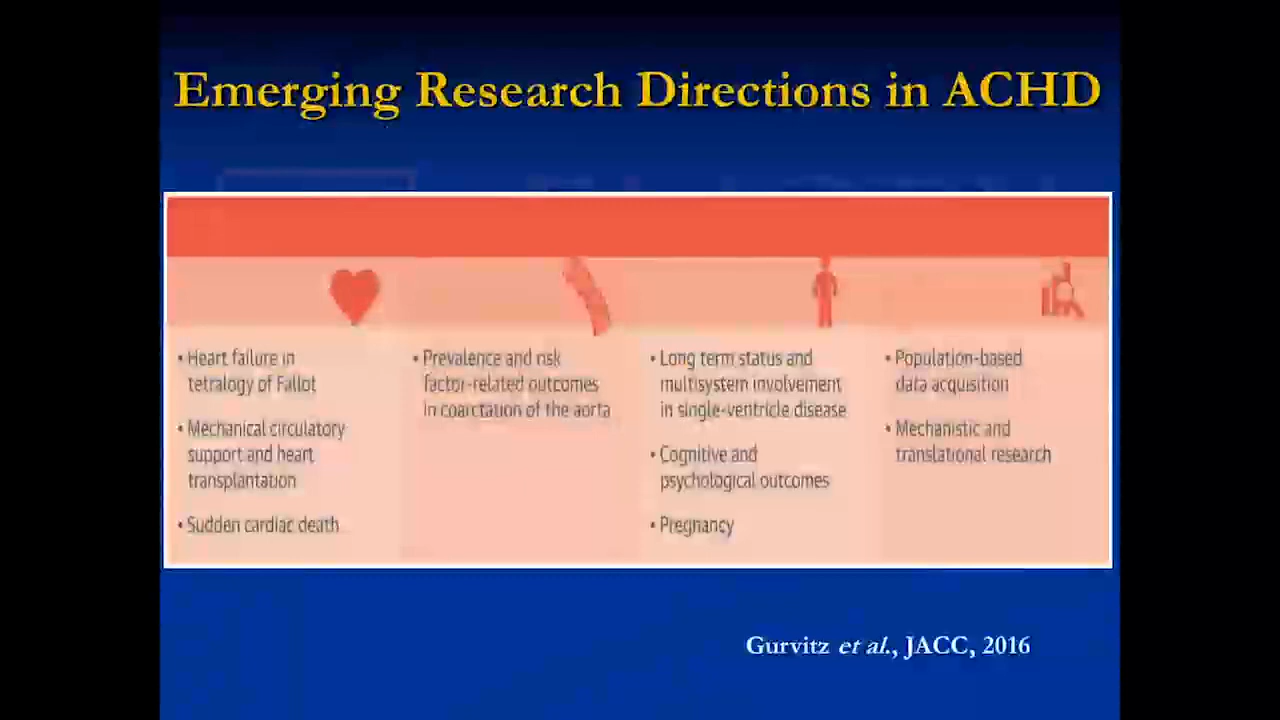 Emerging Research Directions in ACHD
• Heart failure in
tetralogy of Fallot
• Mechanical circulatory
support and heart
transplantation
• Sudden cardiac death
• Prevalence and risk
factor-related outcomes
in coarctation of the aorta
• Long term status and
multisystem involvement
in single-ventricle disease
• Cognitive and
psychological outcomes
• Pregnancy
• Population-based
data acquisition
• Mechanistic and
translational research
Gurvitz et al., JACC, 2016